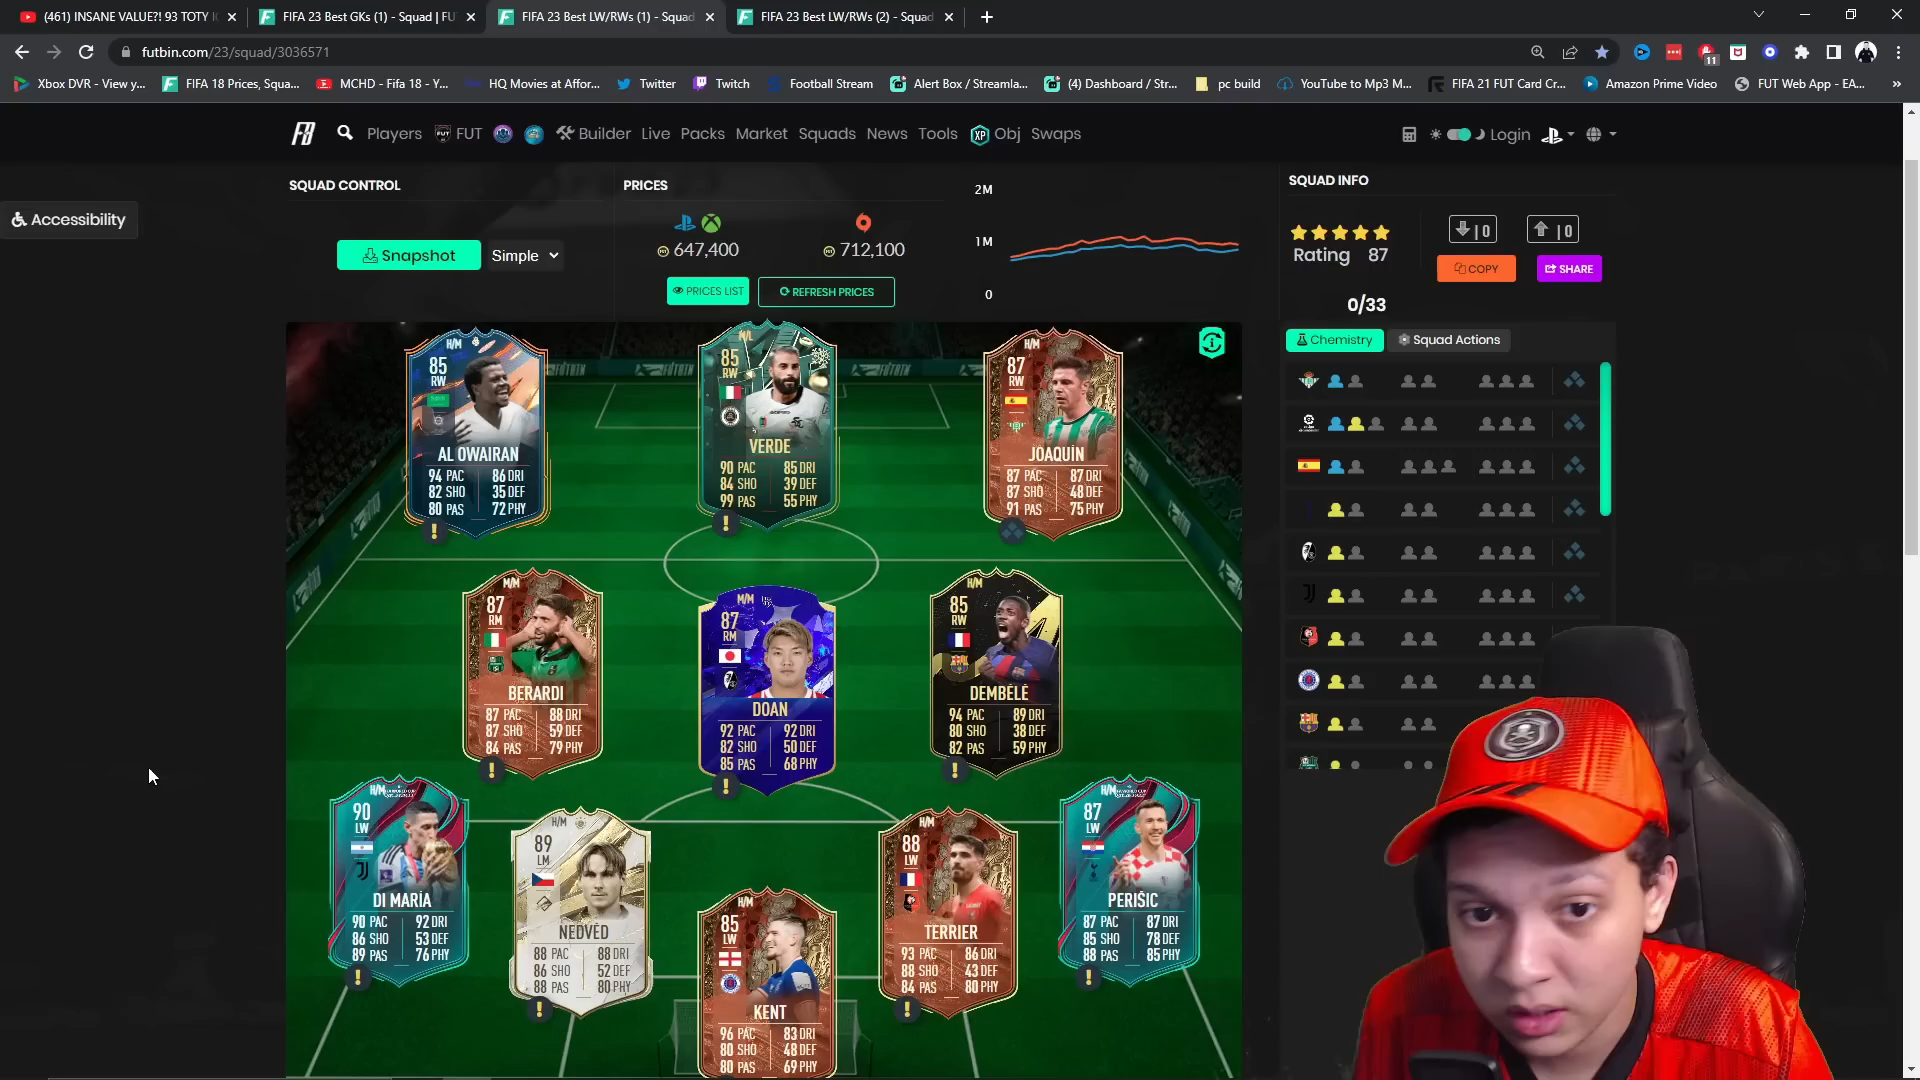 (461) INSANE VALUE?! 93 TOTY IC
FIFA 23 Best GKs (1) - Squad | FU
FIFA 23 Best LW/RWs (1) - Squad
FIFA 23 Best LW/RWs (2) - Squad
futbin.com/23/squad/3036571
11
Xbox DVR - View y...
FIFA 18 Prices, Squa...
MCHD - Fifa 18 - Y...
HQ Movies at Affor...
Twitter
Twitch
Football Stream
Alert Box / Streamla...
(4) Dashboard / Str...
pc build
YouTube to Mp3 M...
FIFA 21 FUT Card Cr...
Amazon Prime Video
FUT Web App - EA...
Players
FUT
Builder
Live
Packs
Market
Squads
News
Tools
XP
Obj
Swaps
Login
Accessibility
SQUAD CONTROL
Snapshot
Simple
PRICES
647,400
712,100
PRICES LIST
REFRESH PRICES
2M
1M
0
SQUAD INFO
Rating 87
| 0
| 0
COPY
SHARE
0/33
Chemistry
Squad Actions
H/M
85
RW
AL OWAIRAN
94 PAC 86 DRI
82 SHO 35 DEF
80 PAS 72 PHY
M/L
85
RW
VERDE
90 PAC 85 DRI
84 SHO 39 DEF
99 PAS 55 PHY
H/M
87
RW
JOAQUÍN
87 PAC 87 DRI
87 SHO 48 DEF
91 PAS 75 PHY
M/M
87
RM
BERARDI
87 PAC 88 DRI
87 SHO 59 DEF
84 PAS 79 PHY
M/M
87
RM
DOAN
92 PAC 92 DRI
82 SHO 50 DEF
85 PAS 68 PHY
H/M
85
RW
DEMBÉLÉ
94 PAC 89 DRI
80 SHO 38 DEF
82 PAS 59 PHY
H/M
90
LW
DI MARÍA
90 PAC 92 DRI
86 SHO 53 DEF
89 PAS 76 PHY
H/M
89
LM
NEDVĚD
88 PAC 88 DRI
86 SHO 52 DEF
88 PAS 80 PHY
H/M
85
LW
KENT
96 PAC 83 DRI
80 SHO 48 DEF
80 PAS 69 PHY
H/M
88
LW
TERRIER
93 PAC 86 DRI
88 SHO 43 DEF
84 PAS 80 PHY
H/M
87
LW
PERIŠIC
87 PAC 87 DRI
85 SHO 78 DEF
88 PAS 85 PHY